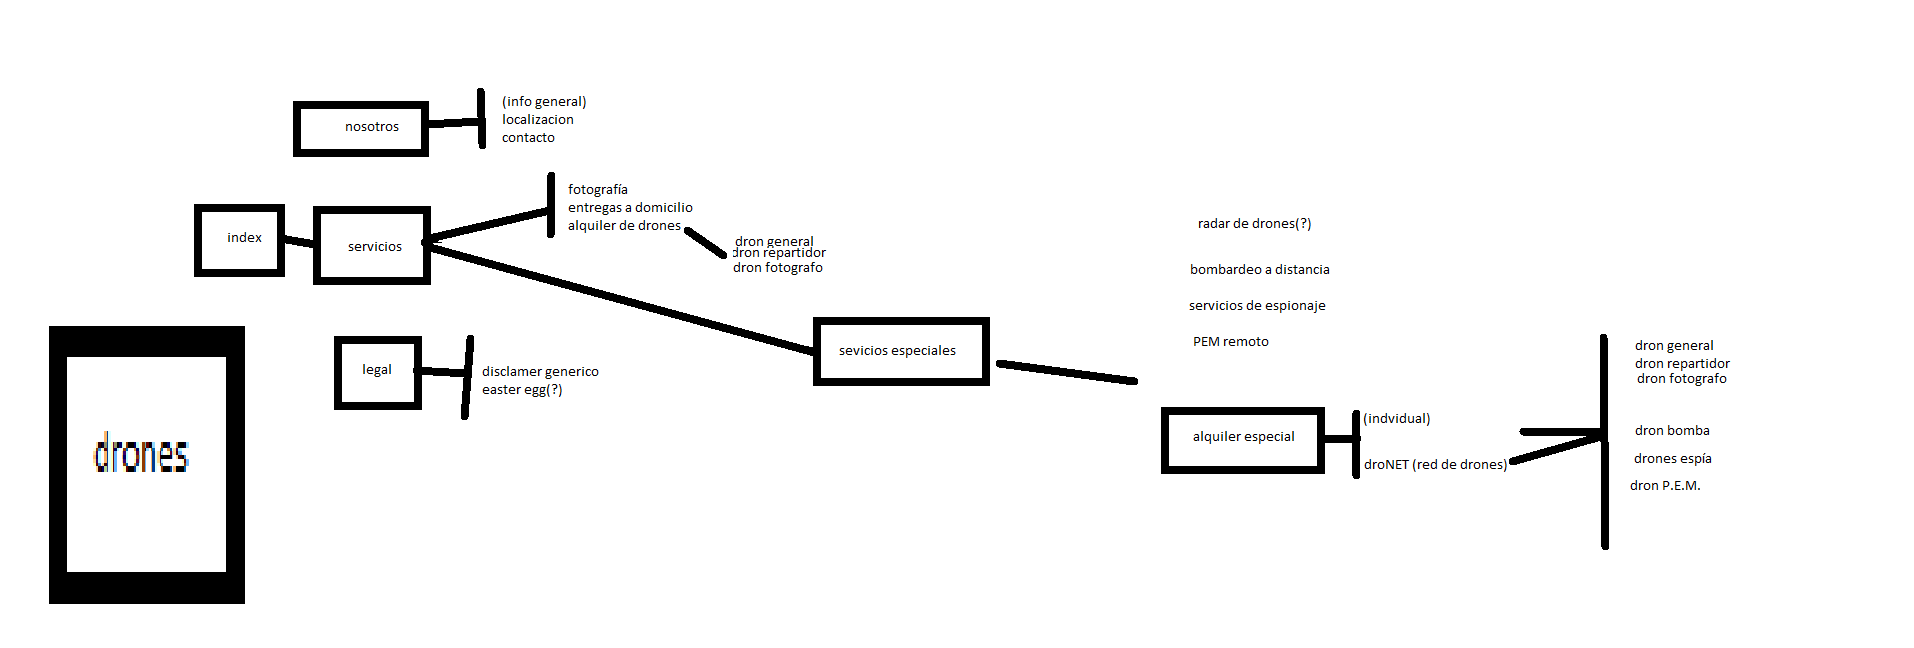 (info general)
nosotros
localizacion
contacto
fotografía
entregas a domicilio
alquiler de drones
index
servicios
dron general
dron repartidor
dron fotografo
radar de drones(?)
bombardeo a distancia
servicios de espionaje
PEM remoto
sevicios especiales
legal
disclamer generico
easter egg(?)
drones
alquiler especial
(indvidual)
droNET (red de drones)
dron general
dron repartidor
dron fotografo
dron bomba
drones espía
dron P.E.M.